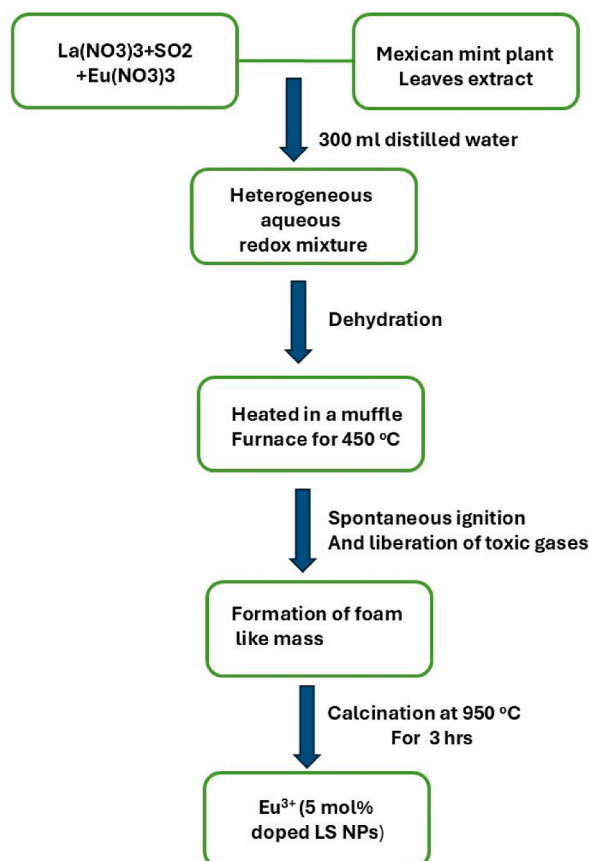 La(NO3)3+SO2
+Eu(NO3)3
Mexican mint plant
Leaves extract
300 ml distilled water
Heterogeneous
aqueous
redox mixture
Dehydration
Heated in a muffle
Furnace for 450 ⁰C
Spontaneous ignition
And liberation of toxic gases
Formation of foam
like mass
Calcination at 950 ⁰C
For 3 hrs
Eu³⁺ (5 mol%
doped LS NPs)